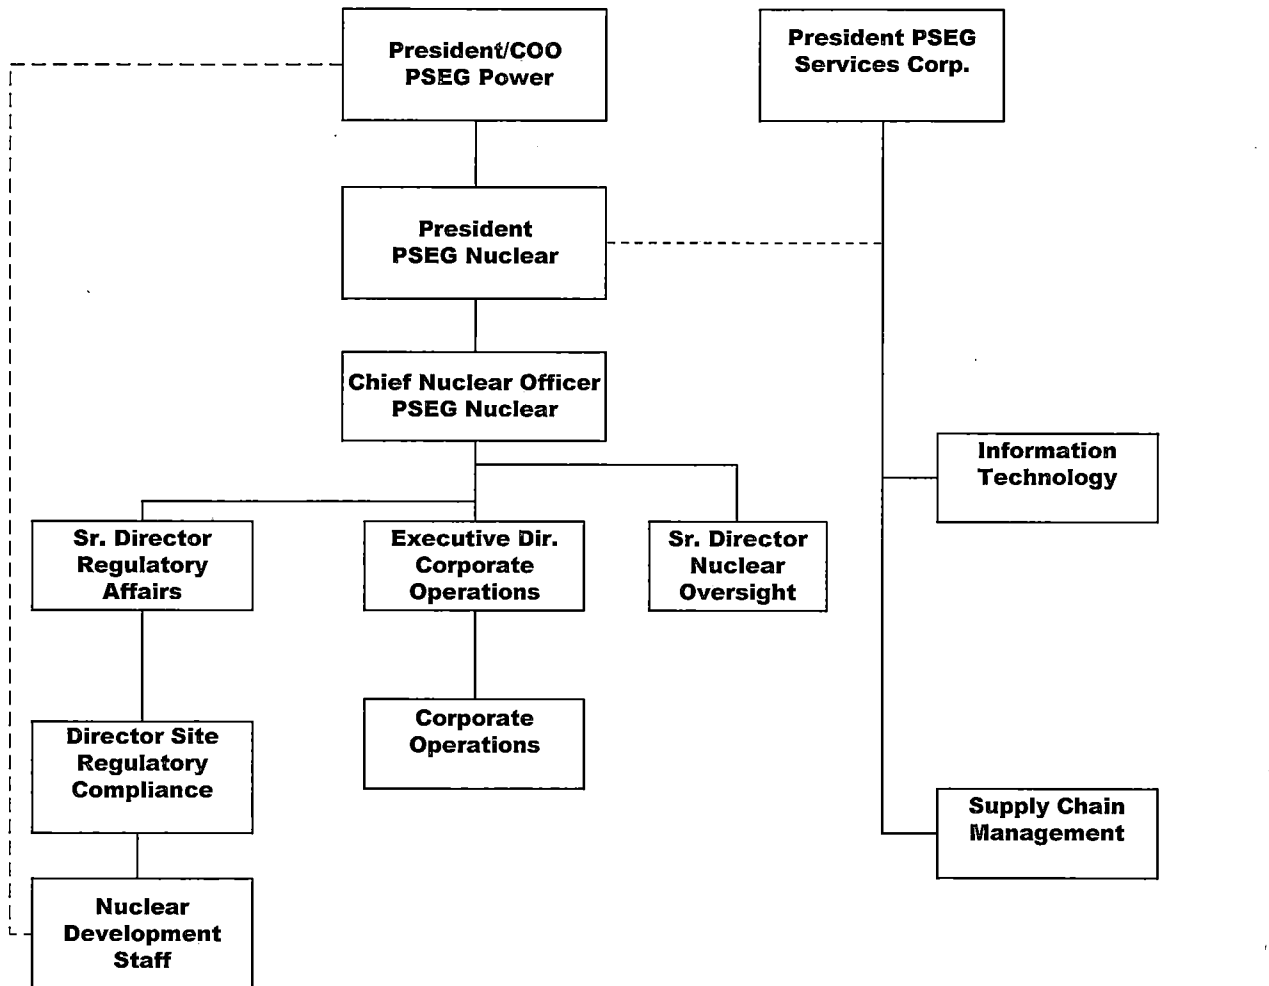 President/COO
PSEG Power
President PSEG
Services Corp.
President
PSEG Nuclear
Chief Nuclear Officer
PSEG Nuclear
Information
Technology
Sr. Director
Regulatory
Affairs
Executive Dir.
Corporate
Operations
Sr. Director
Nuclear
Oversight
Corporate
Operations
Director Site
Regulatory
Compliance
Supply Chain
Management
Nuclear
Development
Staff